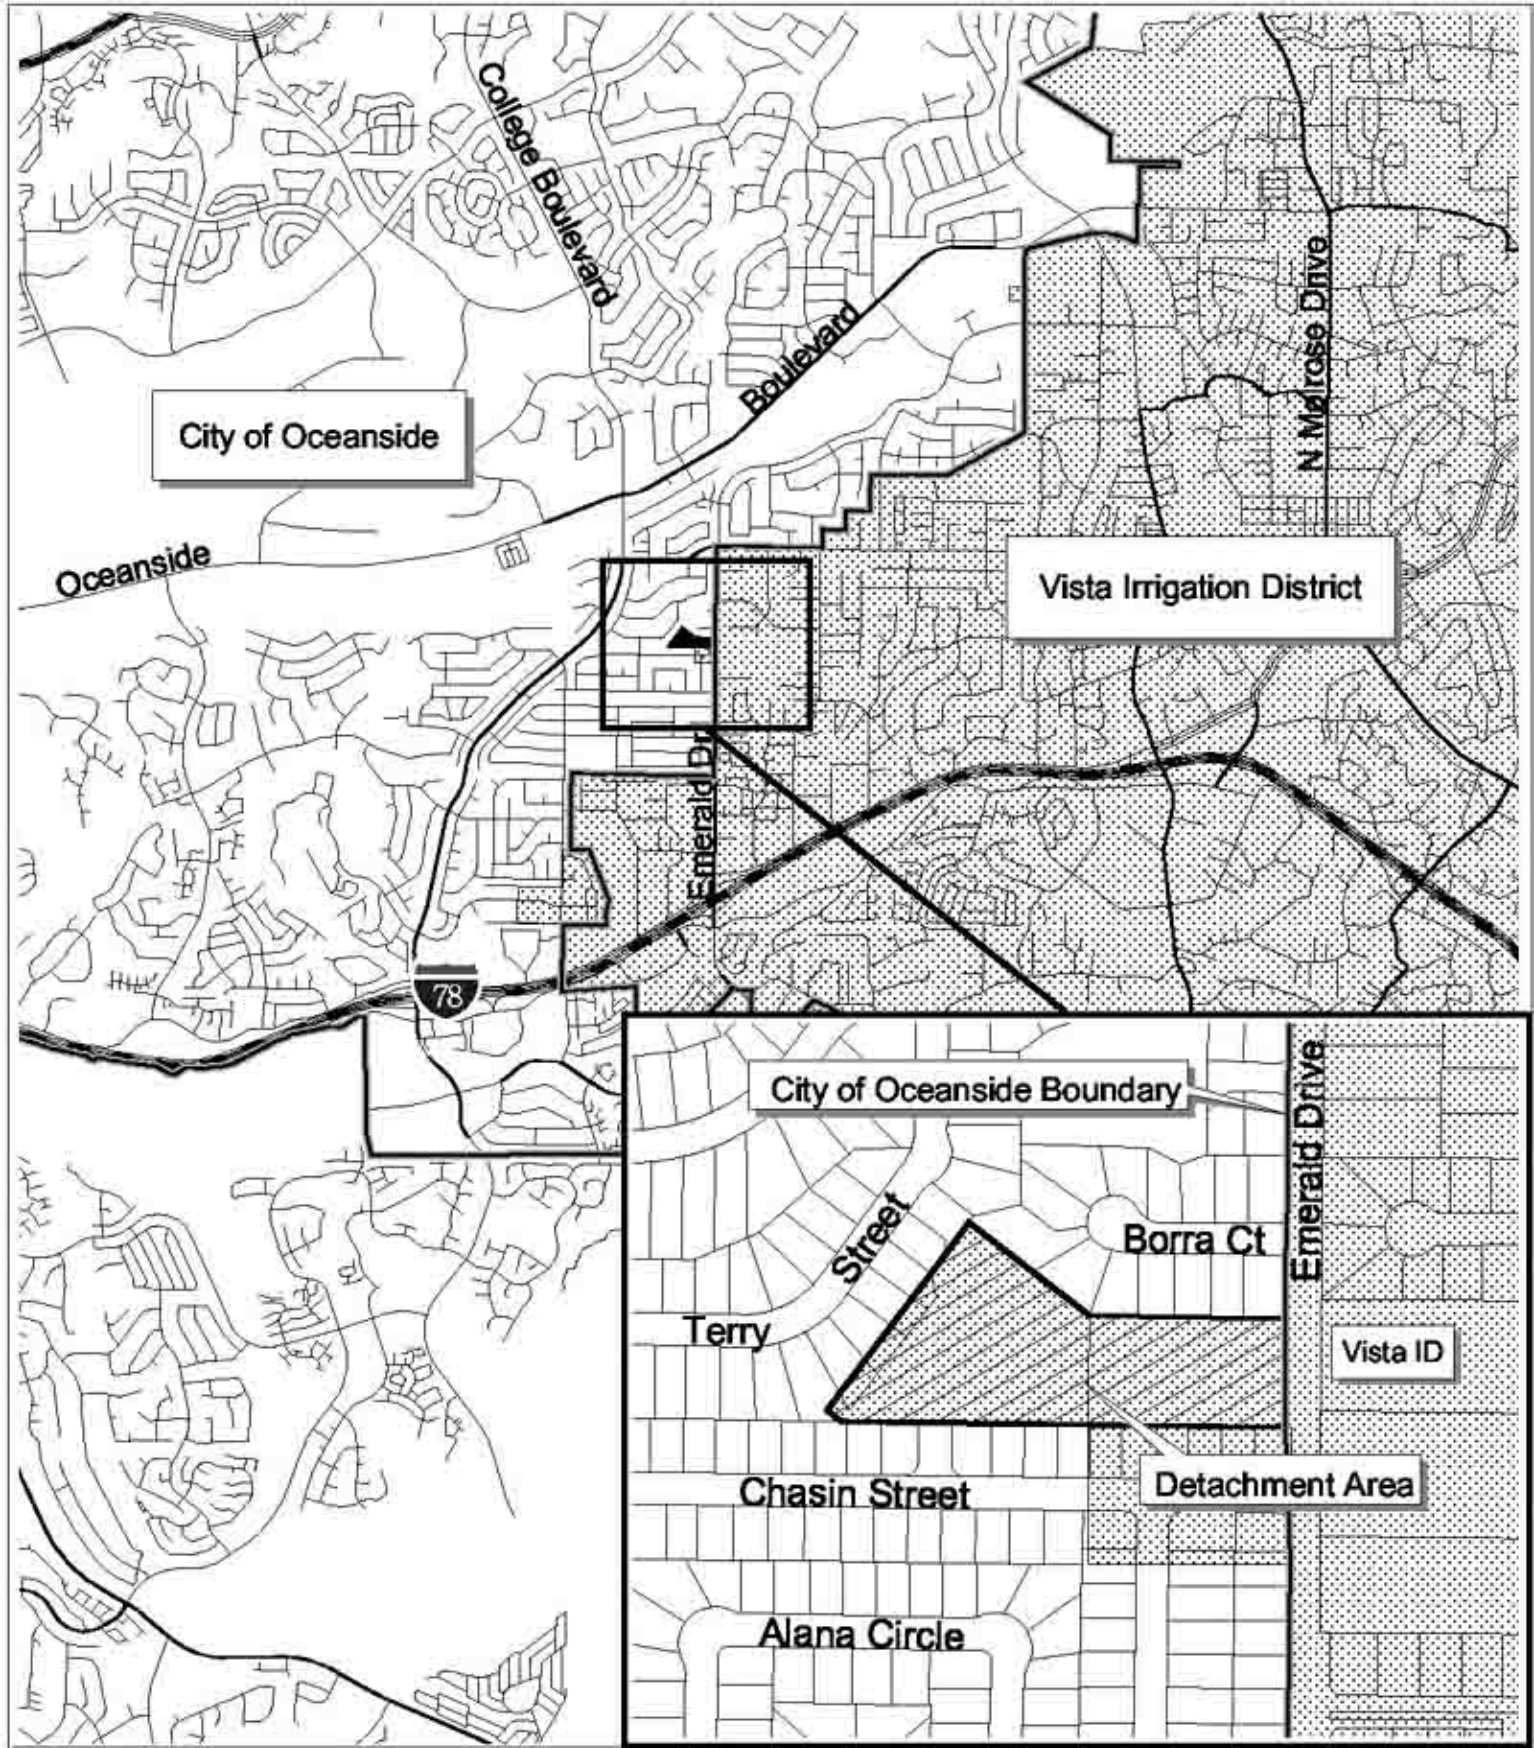 College Boulevard
N Melrose Drive
Boulevard
City of Oceanside
Oceanside
Vista Irrigation District
Emerald Dr
78
City of Oceanside Boundary
Emerald Drive
Street
Borra Ct
Terry
Vista ID
Detachment Area
Chasin Street
Alana Circle